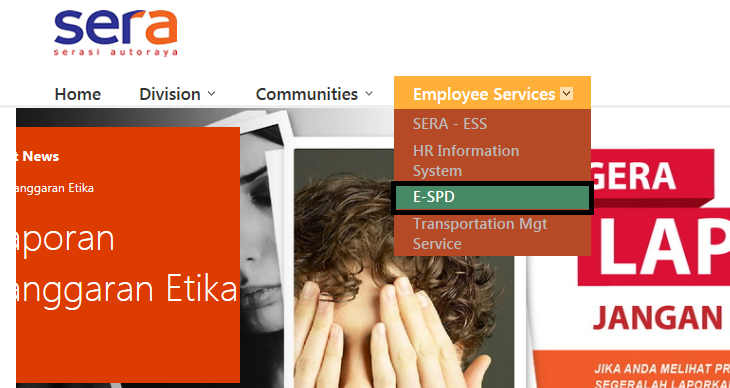 sera
serasi autoraya
Home Division Communities Employee Services
SERA - ESS
HR Information
System
E-SPD
Transportation Mgt
Service
t News
anggaran Etika
aporan
anggaran Etika
GERA
LAP
JANGAN
JIKA ANDA MELIHAT PR
SEGERALAH LAPORKA